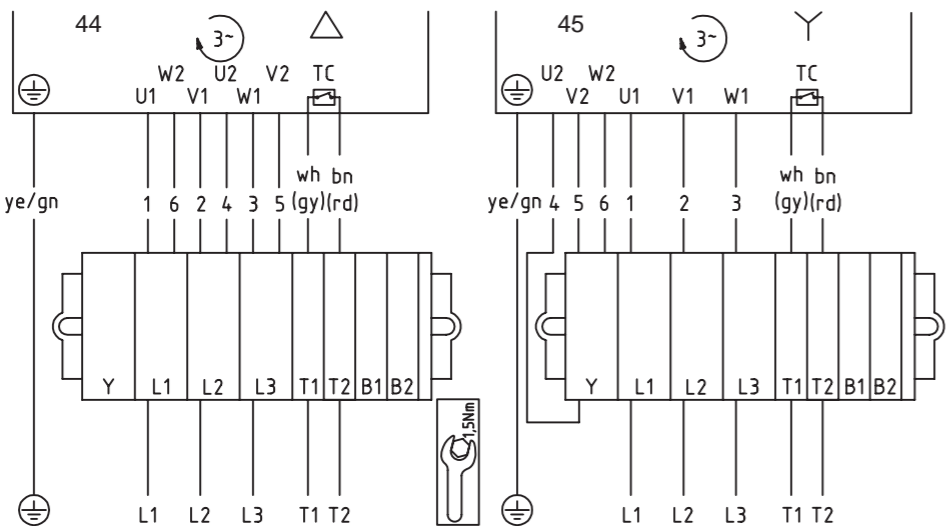 44
3~
W2 U2 V2 TC
U1 V1 W1
wh bn
ye/gn 1 6 2 4 3 5 (gy)(rd)
Y L1 L2 L3 T1 T2 B1 B2
L1 L2 L3 T1 T2
1,5Nm
45
3~
U2 W2 TC
V2 U1 V1 W1
wh bn
ye/gn 4 5 6 1 2 3 (gy)(rd)
Y L1 L2 L3 T1 T2 B1 B2
L1 L2 L3 T1 T2